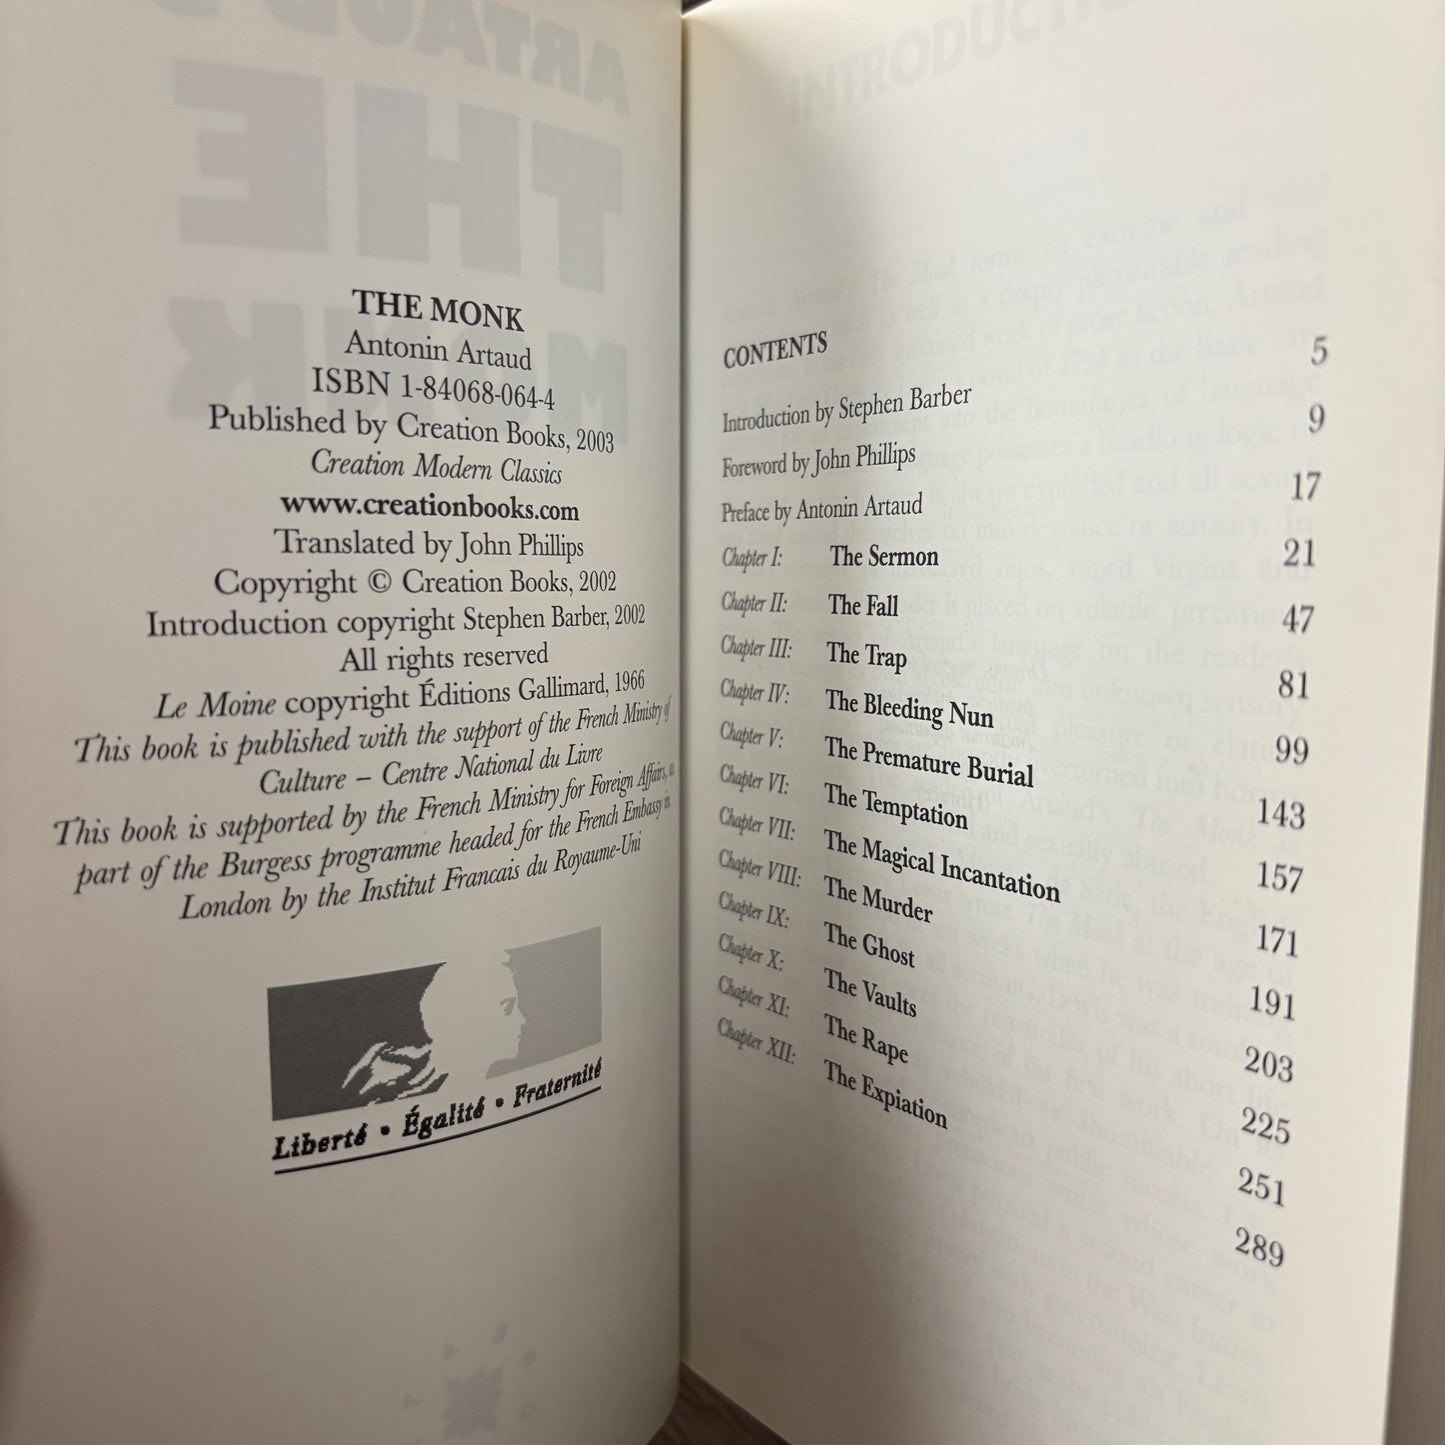 THE MONK
Antonin Artaud
ISBN 1-84068-064-4
Published by Creation Books, 2003
Creation Modern Classics
www.creationbooks.com
Translated by John Phillips
Copyright © Creation Books, 2002
Introduction copyright Stephen Barber, 2002
All rights reserved
Le Moine copyright Éditions Gallimard, 1966
This book is published with the support of the French Ministry of
Culture – Centre National du Livre
This book is supported by the French Ministry for Foreign Affairs,
part of the Burgess programme headed for the French Embassy in
London by the Institut Francais du Royaume-Uni
Liberté • Égalité • Fraternité
CONTENTS
Introduction by Stephen Barber 5
Foreword by John Phillips 9
Preface by Antonin Artaud 17
Chapter I: The Sermon 21
Chapter II: The Fall 47
Chapter III: The Trap 81
Chapter IV: The Bleeding Nun 99
Chapter V: The Premature Burial 143
Chapter VI: The Temptation 157
Chapter VII: The Magical Incantation 171
Chapter VIII: The Murder 191
Chapter IX: The Ghost 203
Chapter X: The Vaults 225
Chapter XI: The Rape 251
Chapter XII: The Expiation 289